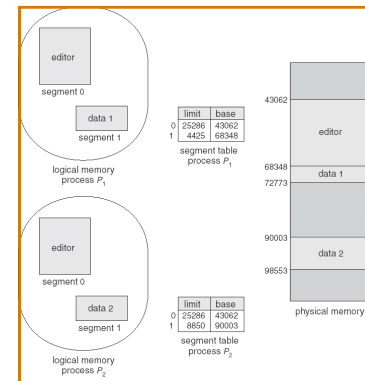 editor
segment 0
data 1
segment 1
logical memory
process P1
limit base
0 25286 43062
1 4425 68348
segment table
process P1
editor
segment 0
data 2
segment 1
logical memory
process P2
limit base
0 25286 43062
1 8850 90003
segment table
process P2
43062
editor
68348
data 1
72773
90003
data 2
98553
physical memory